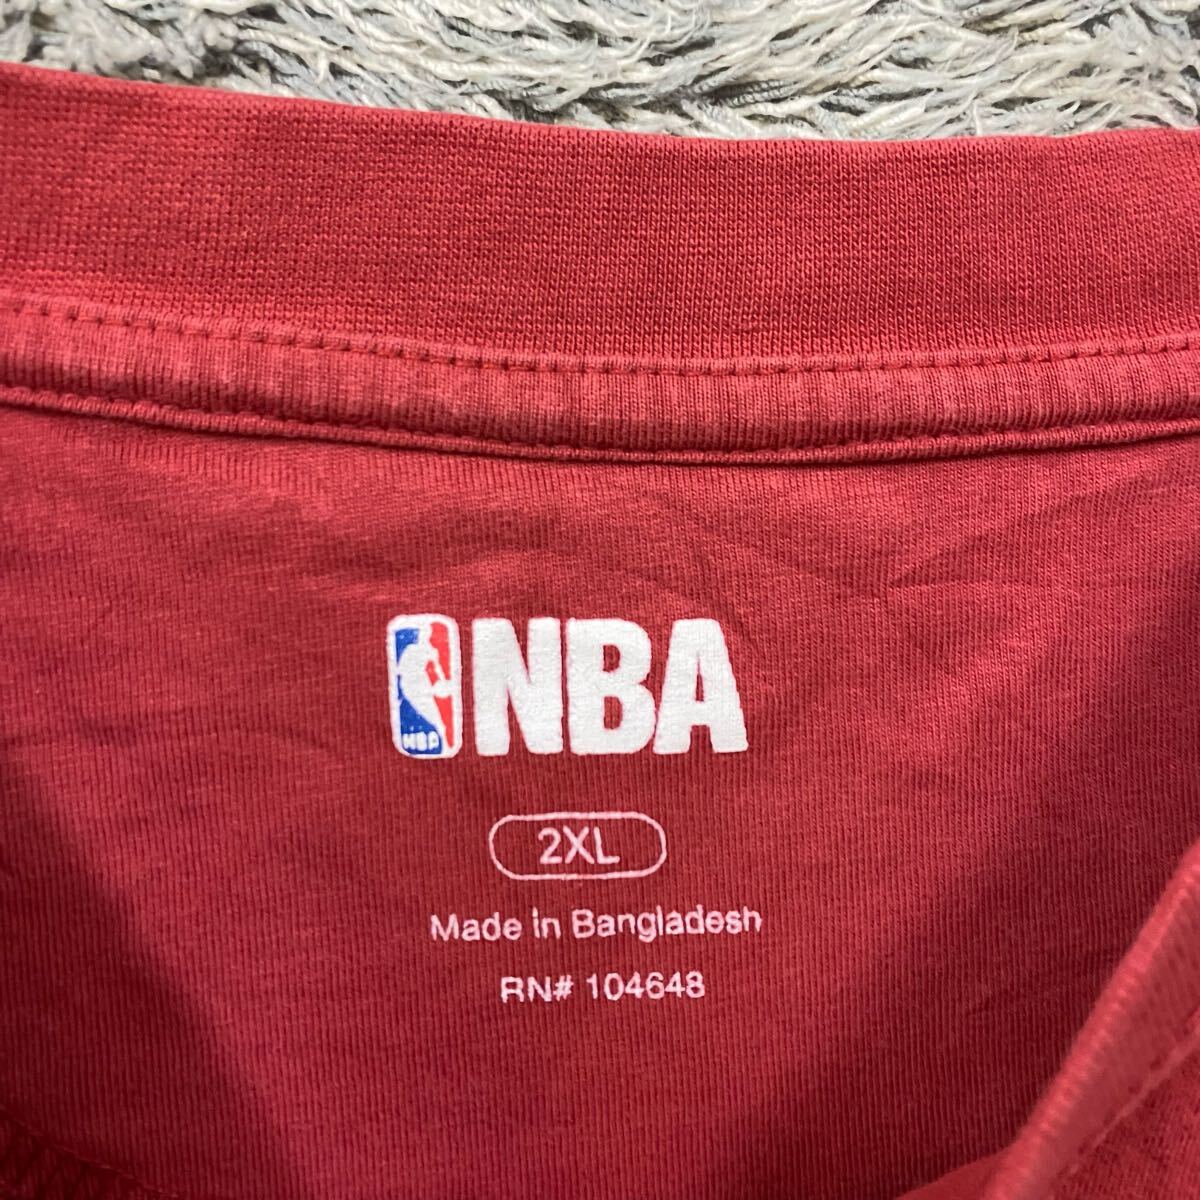 NBA NBA
2XL
Made in Bangladesh
RN# 104648